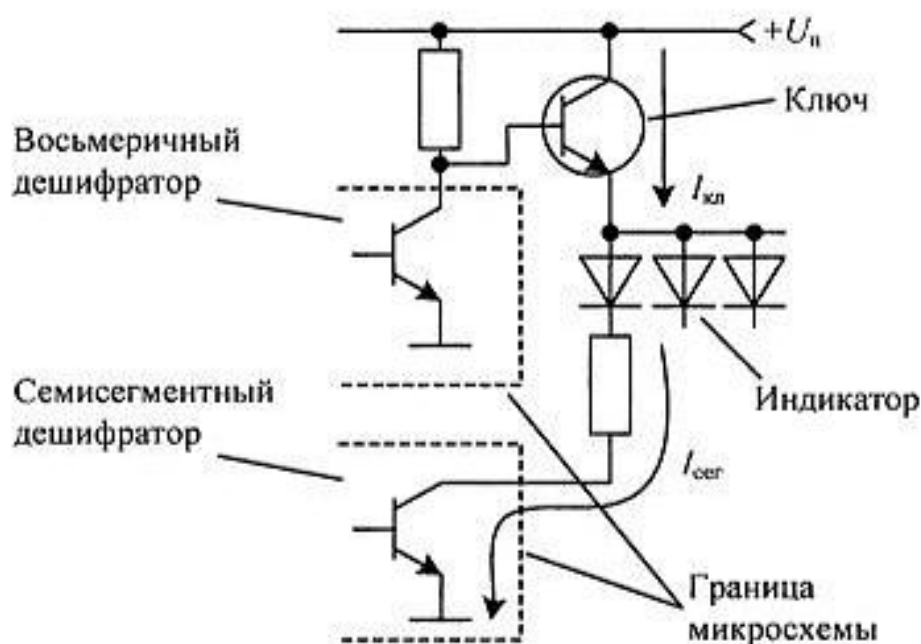 +Uп
Ключ
Восьмеричный
дешифратор
Iкл
Индикатор
Семисегментный
дешифратор
Iсег
Граница
микросхемы